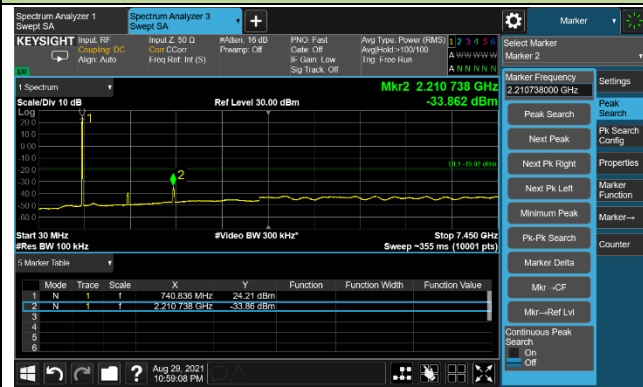 Spectrum Analyzer 1
Swept SA
Spectrum Analyzer 3
Swept SA
Marker
KEYSIGHT
Input: RF
Coupling: DC
Align: Auto
Input Z: 50 Ω
Corr CCorr
Freq Ref: Int (S)
#Atten: 16 dB
Preamp: Off
PNO: Fast
Gate: Off
IF Gain: Low
Sig Track: Off
Avg Type: Power (RMS)
Avg|Hold:>100/100
Trig: Free Run
1 2 3 4 5 6
A W W W W W
A N N N N N
LXI
Select Marker
Marker 2
1 Spectrum
Mkr2 2.210 738 GHz
Scale/Div 10 dB
Ref Level 30.00 dBm
-33.862 dBm
Log
20.0
10.0
0.00
-10.0
-20.0
-30.0
-40.0
-50.0
-60.0
1
2
DL1 -19.02 dBm
Start 30 MHz
#Video BW 300 kHz*
Stop 7.450 GHz
#Res BW 100 kHz
Sweep ~355 ms (10001 pts)
5 Marker Table
Mode Trace Scale X Y Function Function Width Function Value
1 N 1 f 740.836 MHz 24.21 dBm
2 N 1 f 2.210 738 GHz -33.86 dBm
3
4
5
6
Marker Frequency
2.210738000 GHz
Peak Search
Next Peak
Next Pk Right
Next Pk Left
Minimum Peak
Pk-Pk Search
Marker Delta
Mkr→CF
Mkr→Ref Lvl
Continuous Peak
Search
On
Off
Settings
Peak
Search
Pk Search
Config
Properties
Marker
Function
Marker→
Counter
Aug 29, 2021
10:59:08 PM